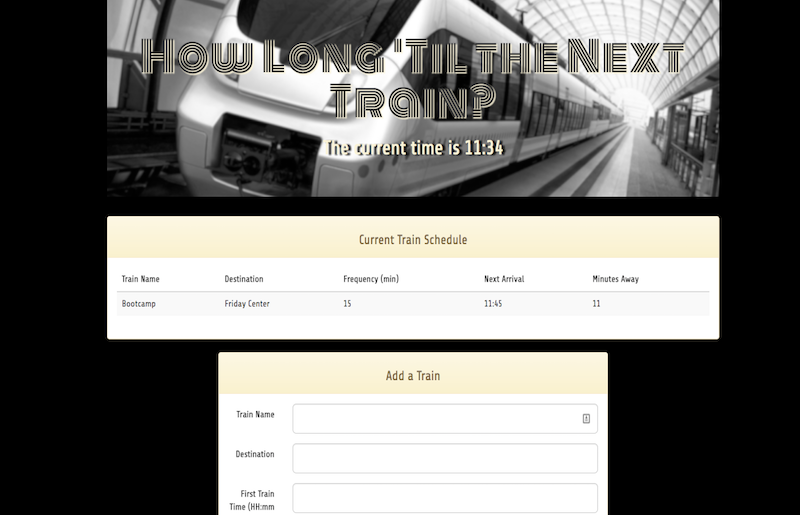 How Long 'Til the Next
Train?
The current time is 11:34
Current Train Schedule
Train Name Destination Frequency (min) Next Arrival Minutes Away
Bootcamp Friday Center 15 11:45 11
Add a Train
Train Name
Destination
First Train
Time (HH:mm